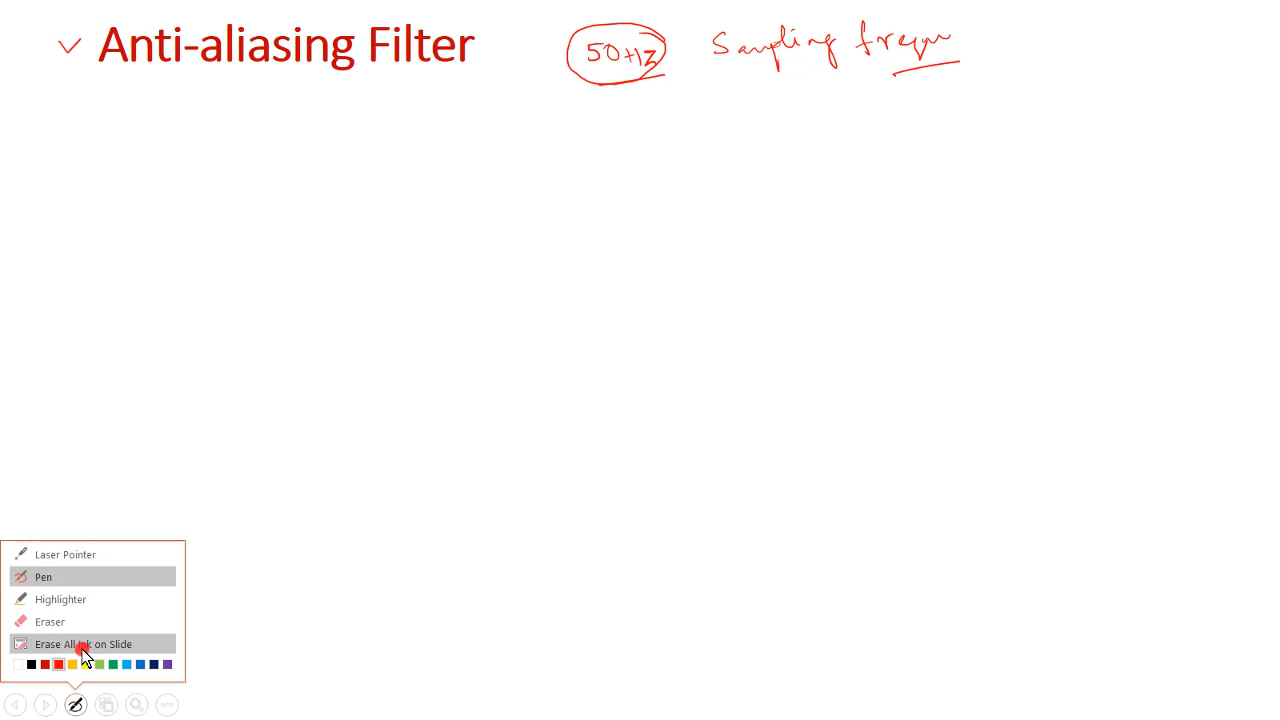 ✓ Anti-aliasing Filter 50Hz Sampling frequ
Laser Pointer
Pen
Highlighter
Eraser
Erase All Ink on Slide